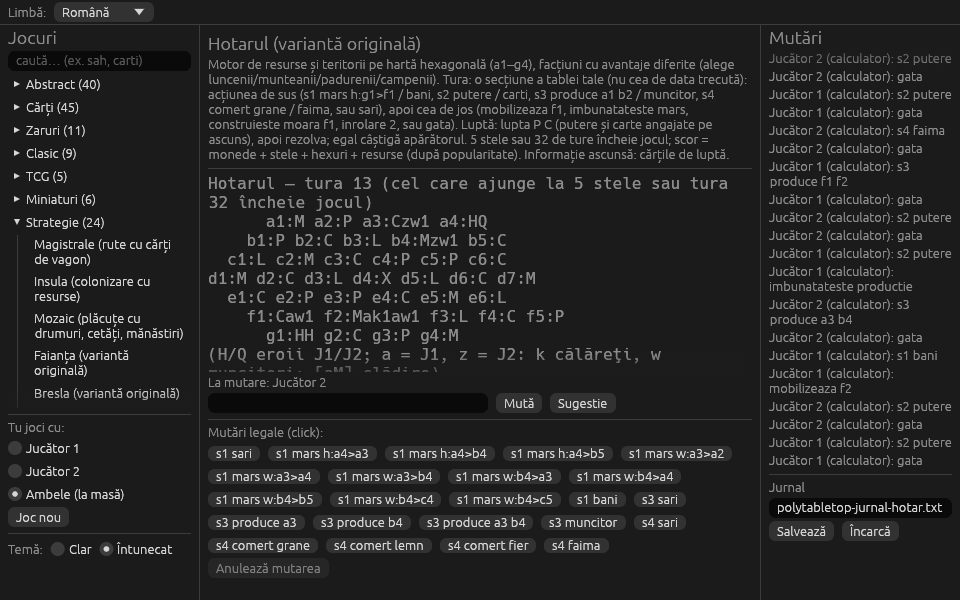 Limbă: Română
Jocuri
caută... (ex. sah, carti)
Abstract (40)
Cărți (45)
Zaruri (11)
Clasic (9)
TCG (5)
Miniaturi (6)
Strategie (24)
Magistrale (rute cu cărți
de vagon)
Insula (colonizare cu
resurse)
Mozaic (plăcuțe cu
drumuri, cetăți, mănăstiri)
Faianța (variantă
originală)
Bresla (variantă originală)
Tu joci cu:
Jucător 1
Jucător 2
Ambele (la masă)
Joc nou
Temă: Clar Întunecat
Hotarul (variantă originală)
Motor de resurse și teritorii pe hartă hexagonală (a1–g4), facțiuni cu avantaje diferite (alege
luncenii/munteanii/padurenii/campenii). Tura: o secțiune a tablei tale (nu cea de data trecută):
acțiunea de sus (s1 mars h:g1>f1 / bani, s2 putere / carti, s3 produce a1 b2 / muncitor, s4
comert grane / faima, sau sari), apoi cea de jos (mobilizeaza f1, imbunatateste mars,
construieste moara f1, inrolare 2, sau gata). Luptă: lupta P C (putere și carte angajate pe
ascuns), apoi rezolva; egal câștigă apărătorul. 5 stele sau 32 de ture încheie jocul; scor =
monede + stele + hexuri + resurse (după popularitate). Informație ascunsă: cărțile de luptă.
Hotarul — tura 13 (cel care ajunge la 5 stele sau tura
32 încheie jocul)
a1:M a2:P a3:Czw1 a4:HQ
b1:P b2:C b3:L b4:Mzw1 b5:C
c1:L c2:M c3:C c4:P c5:P c6:C
d1:M d2:C d3:L d4:X d5:L d6:C d7:M
e1:C e2:P e3:P e4:C e5:M e6:L
f1:Caw1 f2:Mak1aw1 f3:L f4:C f5:P
g1:HH g2:C g3:P g4:M
(H/Q eroii J1/J2; a = J1, z = J2: k călăreți, w
La mutare: Jucător 2
Mută Sugestie
Mutări legale (click):
s1 sari s1 mars h:a4>a3 s1 mars h:a4>b4 s1 mars h:a4>b5 s1 mars w:a3>a2
s1 mars w:a3>a4 s1 mars w:a3>b4 s1 mars w:b4>a3 s1 mars w:b4>a4
s1 mars w:b4>b5 s1 mars w:b4>c4 s1 mars w:b4>c5 s1 bani s3 sari
s3 produce a3 s3 produce b4 s3 produce a3 b4 s3 muncitor s4 sari
s4 comert grane s4 comert lemn s4 comert fier s4 faima
Anulează mutarea
Mutări
Jucător 2 (calculator): s2 putere
Jucător 2 (calculator): gata
Jucător 1 (calculator): s2 putere
Jucător 1 (calculator): gata
Jucător 2 (calculator): s4 faima
Jucător 2 (calculator): gata
Jucător 1 (calculator): s3
produce f1 f2
Jucător 1 (calculator): gata
Jucător 2 (calculator): s2 putere
Jucător 2 (calculator): gata
Jucător 1 (calculator): s2 putere
Jucător 1 (calculator):
imbunatateste productie
Jucător 2 (calculator): s3
produce a3 b4
Jucător 2 (calculator): gata
Jucător 1 (calculator): s1 bani
Jucător 1 (calculator):
mobilizeaza f2
Jucător 2 (calculator): s2 putere
Jucător 2 (calculator): gata
Jucător 1 (calculator): s2 putere
Jucător 1 (calculator): gata
Jurnal
polytabletop-jurnal-hotar.txt
Salvează Încarcă